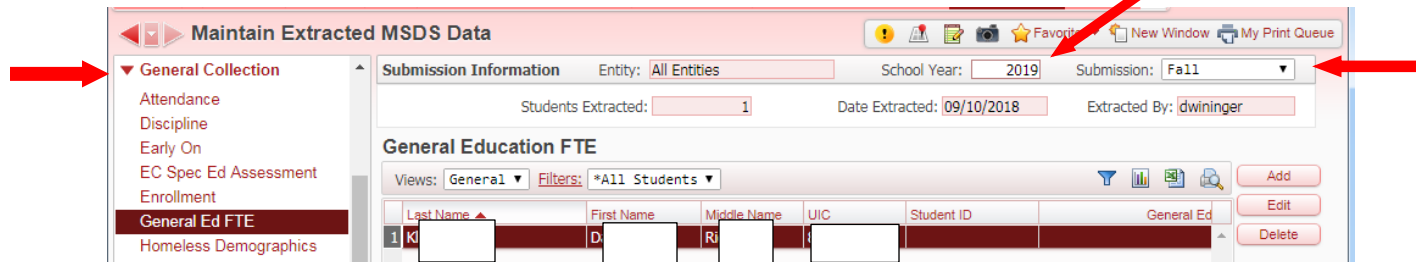 Maintain Extracted MSDS Data
Favorite New Window My Print Queue
General Collection
Attendance
Discipline
Early On
EC Spec Ed Assessment
Enrollment
General Ed FTE
Homeless Demographics
Submission Information Entity: All Entities School Year: 2019 Submission: Fall
Students Extracted: 1 Date Extracted: 09/10/2018 Extracted By: dwininger
General Education FTE
Views: General Filters: *All Students
Add
Edit
Delete
Last Name First Name Middle Name UIC Student ID General Ed
1 Kl D Ri